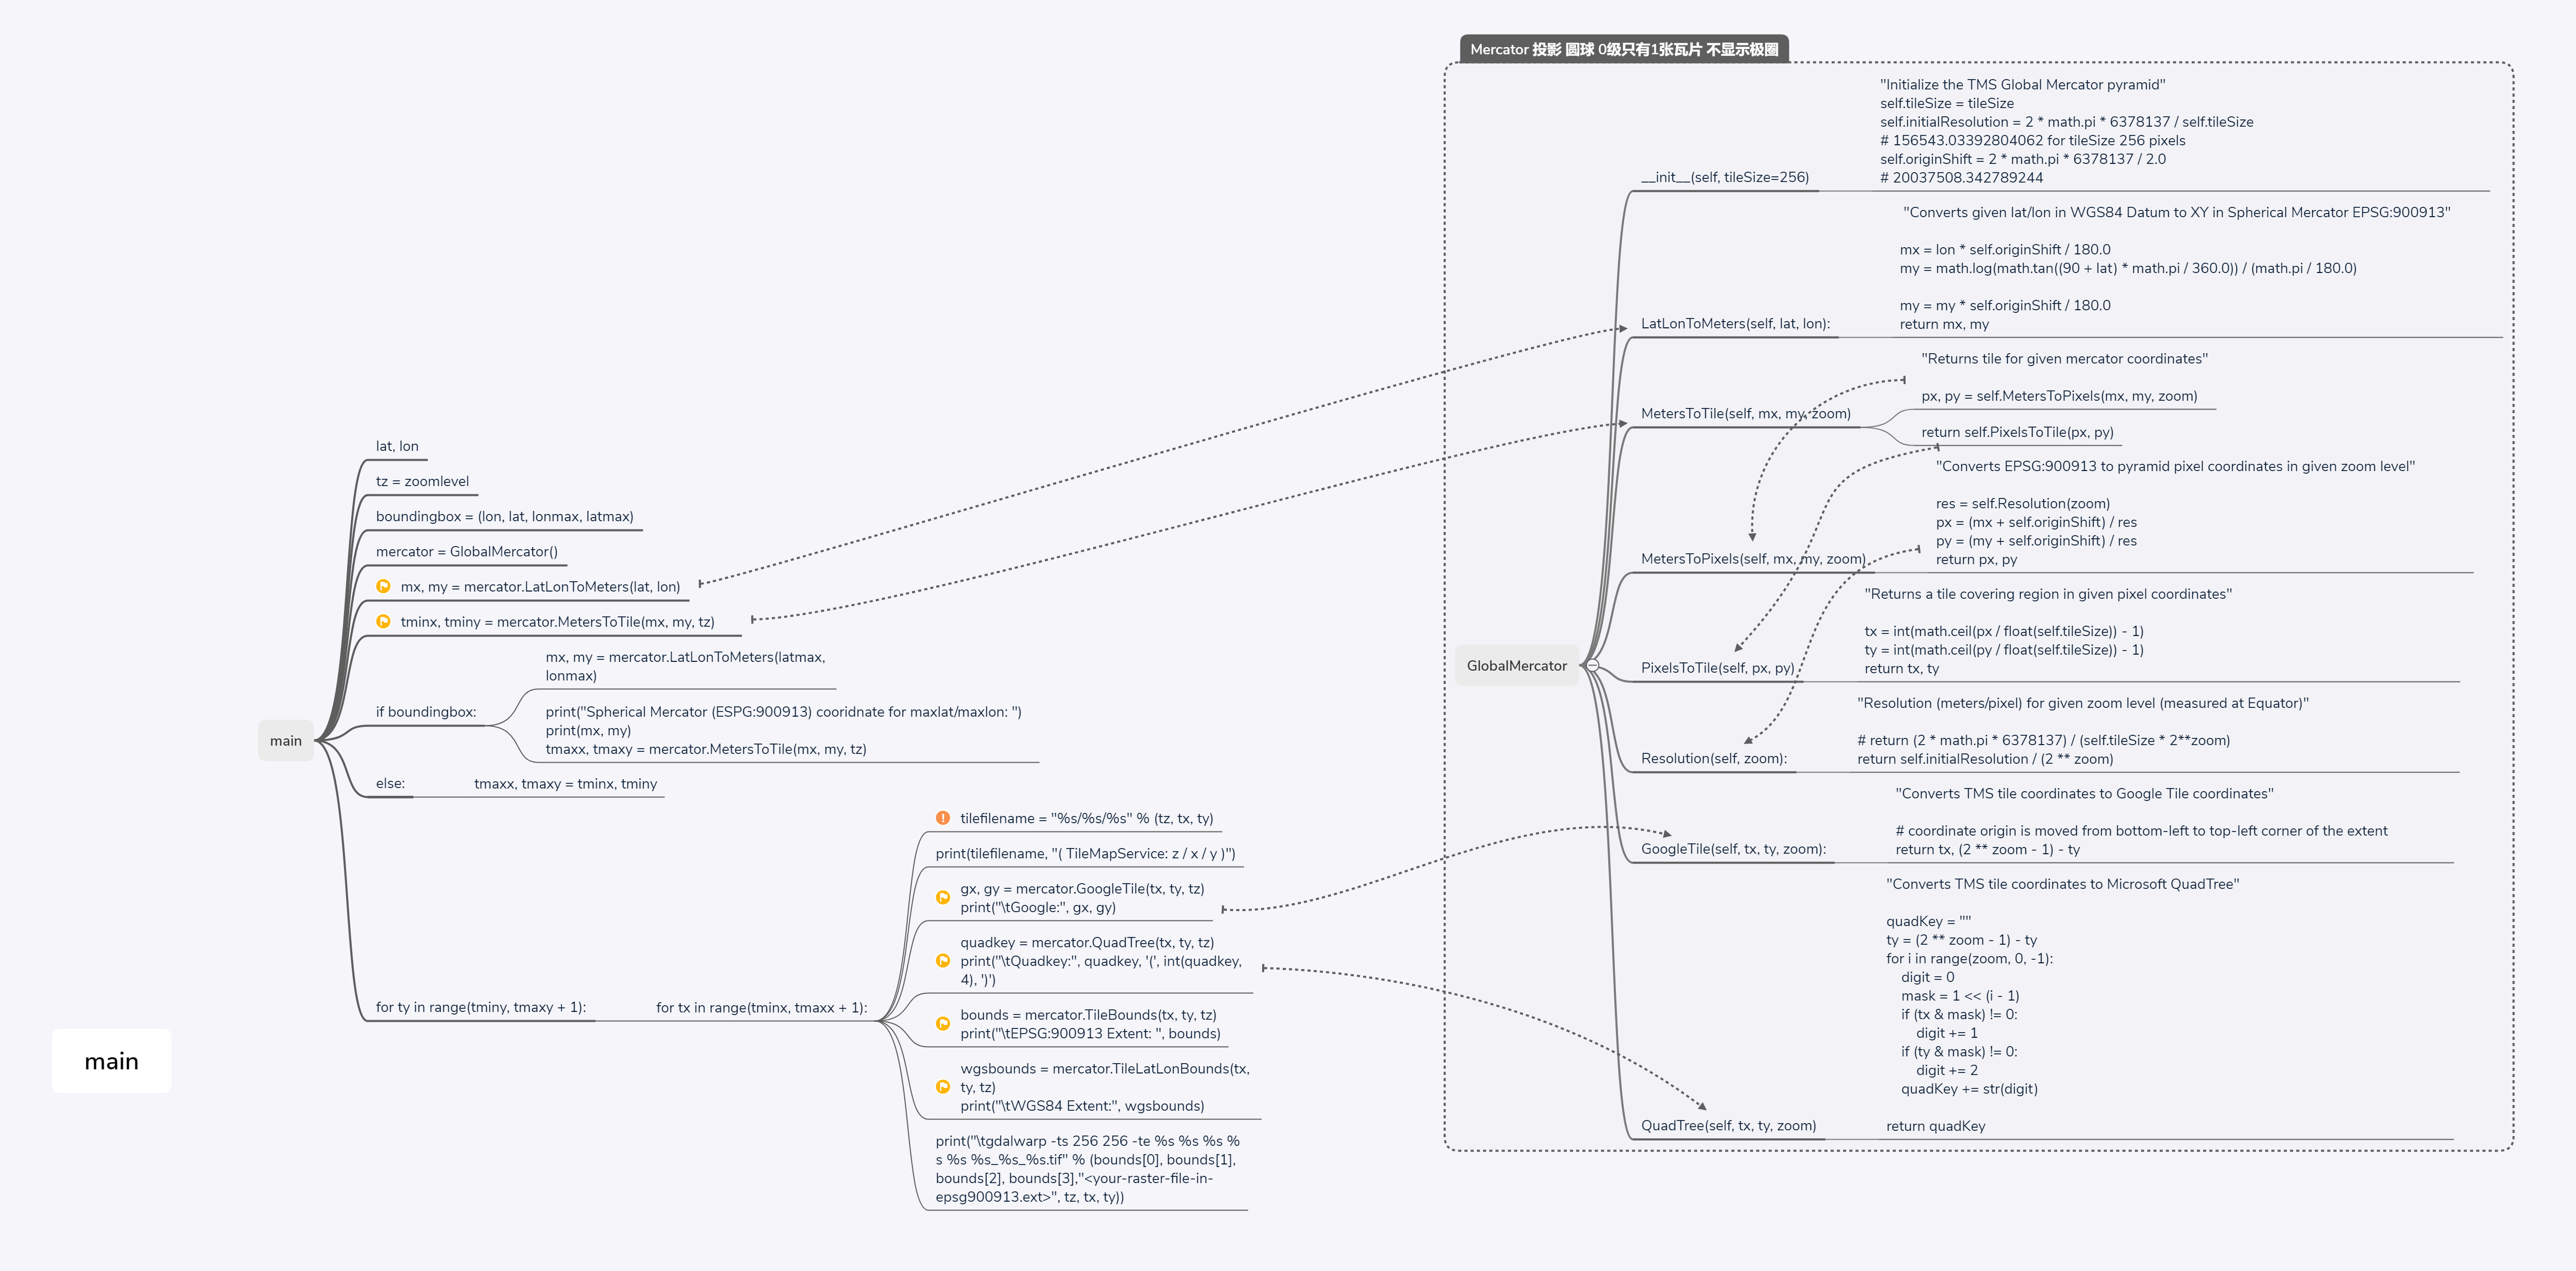 main
main
lat, lon
tz = zoomlevel
boundingbox = (lon, lat, lonmax, latmax)
mercator = GlobalMercator()
mx, my = mercator.LatLonToMeters(lat, lon)
tminx, tminy = mercator.MetersToTile(mx, my, tz)
if boundingbox:
mx, my = mercator.LatLonToMeters(latmax,
lonmax)
print("Spherical Mercator (ESPG:900913) cooridnate for maxlat/maxlon: ")
print(mx, my)
tmaxx, tmaxy = mercator.MetersToTile(mx, my, tz)
else:
tmaxx, tmaxy = tminx, tminy
for ty in range(tminy, tmaxy + 1):
for tx in range(tminx, tmaxx + 1):
tilefilename = "%s/%s/%s" % (tz, tx, ty)
print(tilefilename, "( TileMapService: z / x / y )")
gx, gy = mercator.GoogleTile(tx, ty, tz)
print("\tGoogle:", gx, gy)
quadkey = mercator.QuadTree(tx, ty, tz)
print("\tQuadkey:", quadkey, '(', int(quadkey,
4), ')')
bounds = mercator.TileBounds(tx, ty, tz)
print("\tEPSG:900913 Extent: ", bounds)
wgsbounds = mercator.TileLatLonBounds(tx,
ty, tz)
print("\tWGS84 Extent:", wgsbounds)
print("\tgdalwarp -ts 256 256 -te %s %s %s %
s %s %s_%s_%s.tif" % (bounds[0], bounds[1],
bounds[2], bounds[3],"<your-raster-file-in-
epsg900913.ext>", tz, tx, ty))
Mercator 投影 圆球 0级只有1张瓦片 不显示极圈
GlobalMercator
__init__(self, tileSize=256)
"Initialize the TMS Global Mercator pyramid"
self.tileSize = tileSize
self.initialResolution = 2 * math.pi * 6378137 / self.tileSize
# 156543.03392804062 for tileSize 256 pixels
self.originShift = 2 * math.pi * 6378137 / 2.0
# 20037508.342789244
LatLonToMeters(self, lat, lon):
"Converts given lat/lon in WGS84 Datum to XY in Spherical Mercator EPSG:900913"
mx = lon * self.originShift / 180.0
my = math.log(math.tan((90 + lat) * math.pi / 360.0)) / (math.pi / 180.0)
my = my * self.originShift / 180.0
return mx, my
MetersToTile(self, mx, my, zoom)
"Returns tile for given mercator coordinates"
px, py = self.MetersToPixels(mx, my, zoom)
return self.PixelsToTile(px, py)
MetersToPixels(self, mx, my, zoom)
"Converts EPSG:900913 to pyramid pixel coordinates in given zoom level"
res = self.Resolution(zoom)
px = (mx + self.originShift) / res
py = (my + self.originShift) / res
return px, py
PixelsToTile(self, px, py)
"Returns a tile covering region in given pixel coordinates"
tx = int(math.ceil(px / float(self.tileSize)) - 1)
ty = int(math.ceil(py / float(self.tileSize)) - 1)
return tx, ty
Resolution(self, zoom):
"Resolution (meters/pixel) for given zoom level (measured at Equator)"
# return (2 * math.pi * 6378137) / (self.tileSize * 2**zoom)
return self.initialResolution / (2 ** zoom)
GoogleTile(self, tx, ty, zoom):
"Converts TMS tile coordinates to Google Tile coordinates"
# coordinate origin is moved from bottom-left to top-left corner of the extent
return tx, (2 ** zoom - 1) - ty
QuadTree(self, tx, ty, zoom)
"Converts TMS tile coordinates to Microsoft QuadTree"
quadKey = ""
ty = (2 ** zoom - 1) - ty
for i in range(zoom, 0, -1):
digit = 0
mask = 1 << (i - 1)
if (tx & mask) != 0:
digit += 1
if (ty & mask) != 0:
digit += 2
quadKey += str(digit)
return quadKey